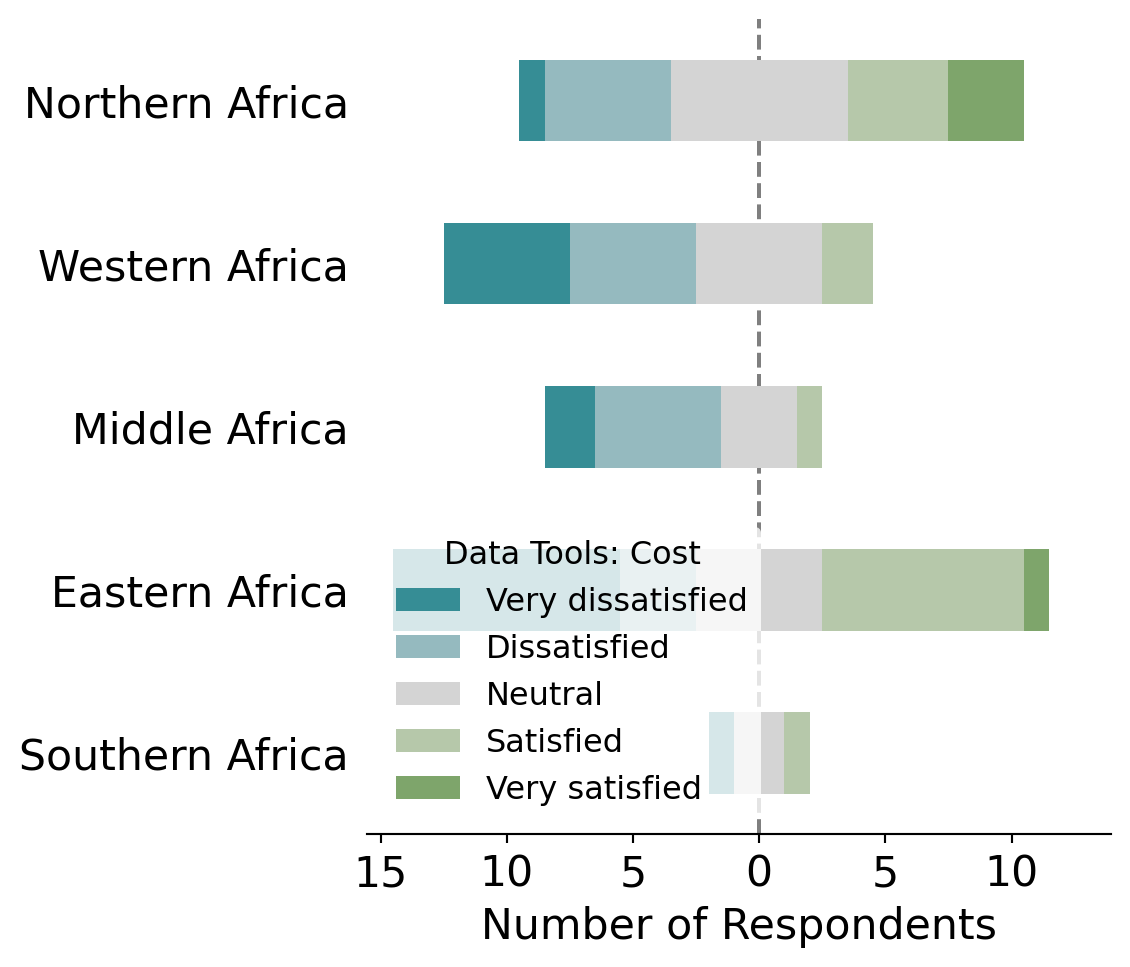 Northern Africa
Western Africa
Middle Africa
Eastern Africa
Southern Africa
Data Tools: Cost
Very dissatisfied
Dissatisfied
Neutral
Satisfied
Very satisfied
15 10 5 0 5 10
Number of Respondents